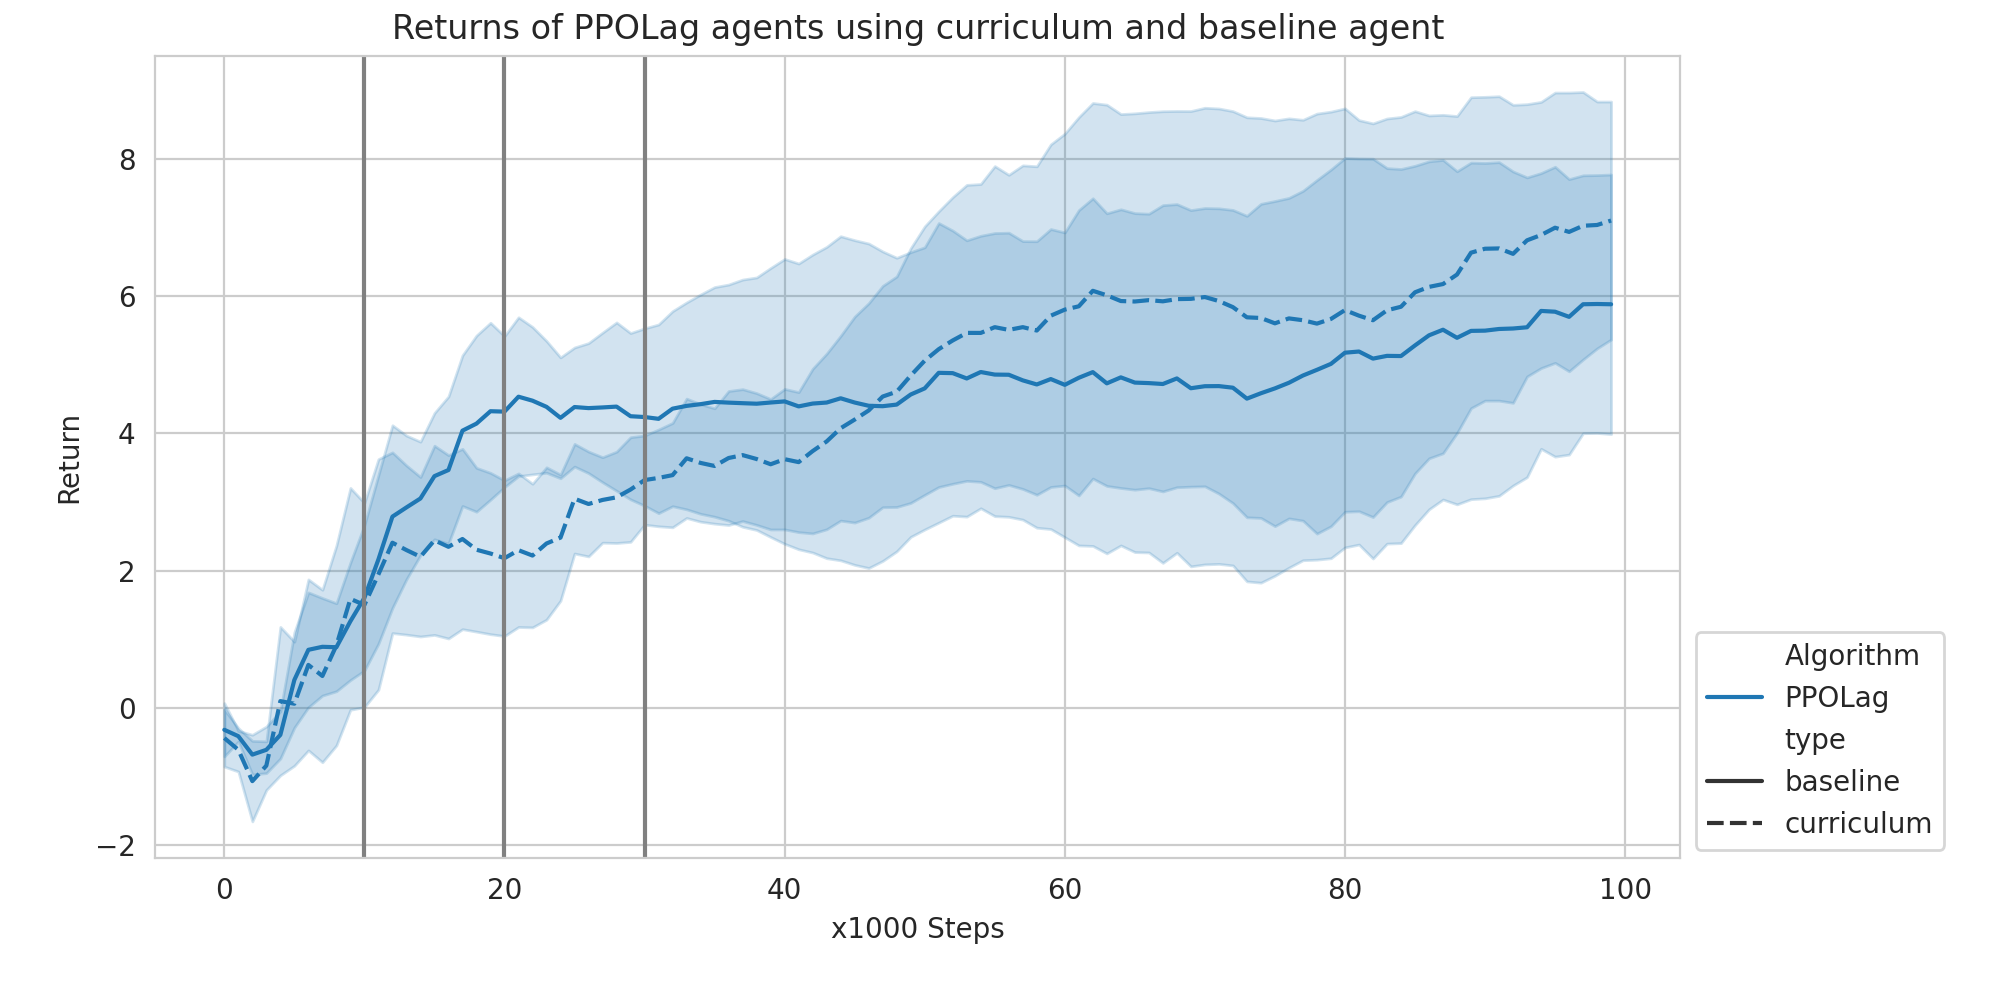 Returns of PPOLag agents using curriculum and baseline agent
8
6
4
2
0
−2
Return
0 20 40 60 80 100
x1000 Steps
Algorithm
PPOLag
type
baseline
curriculum